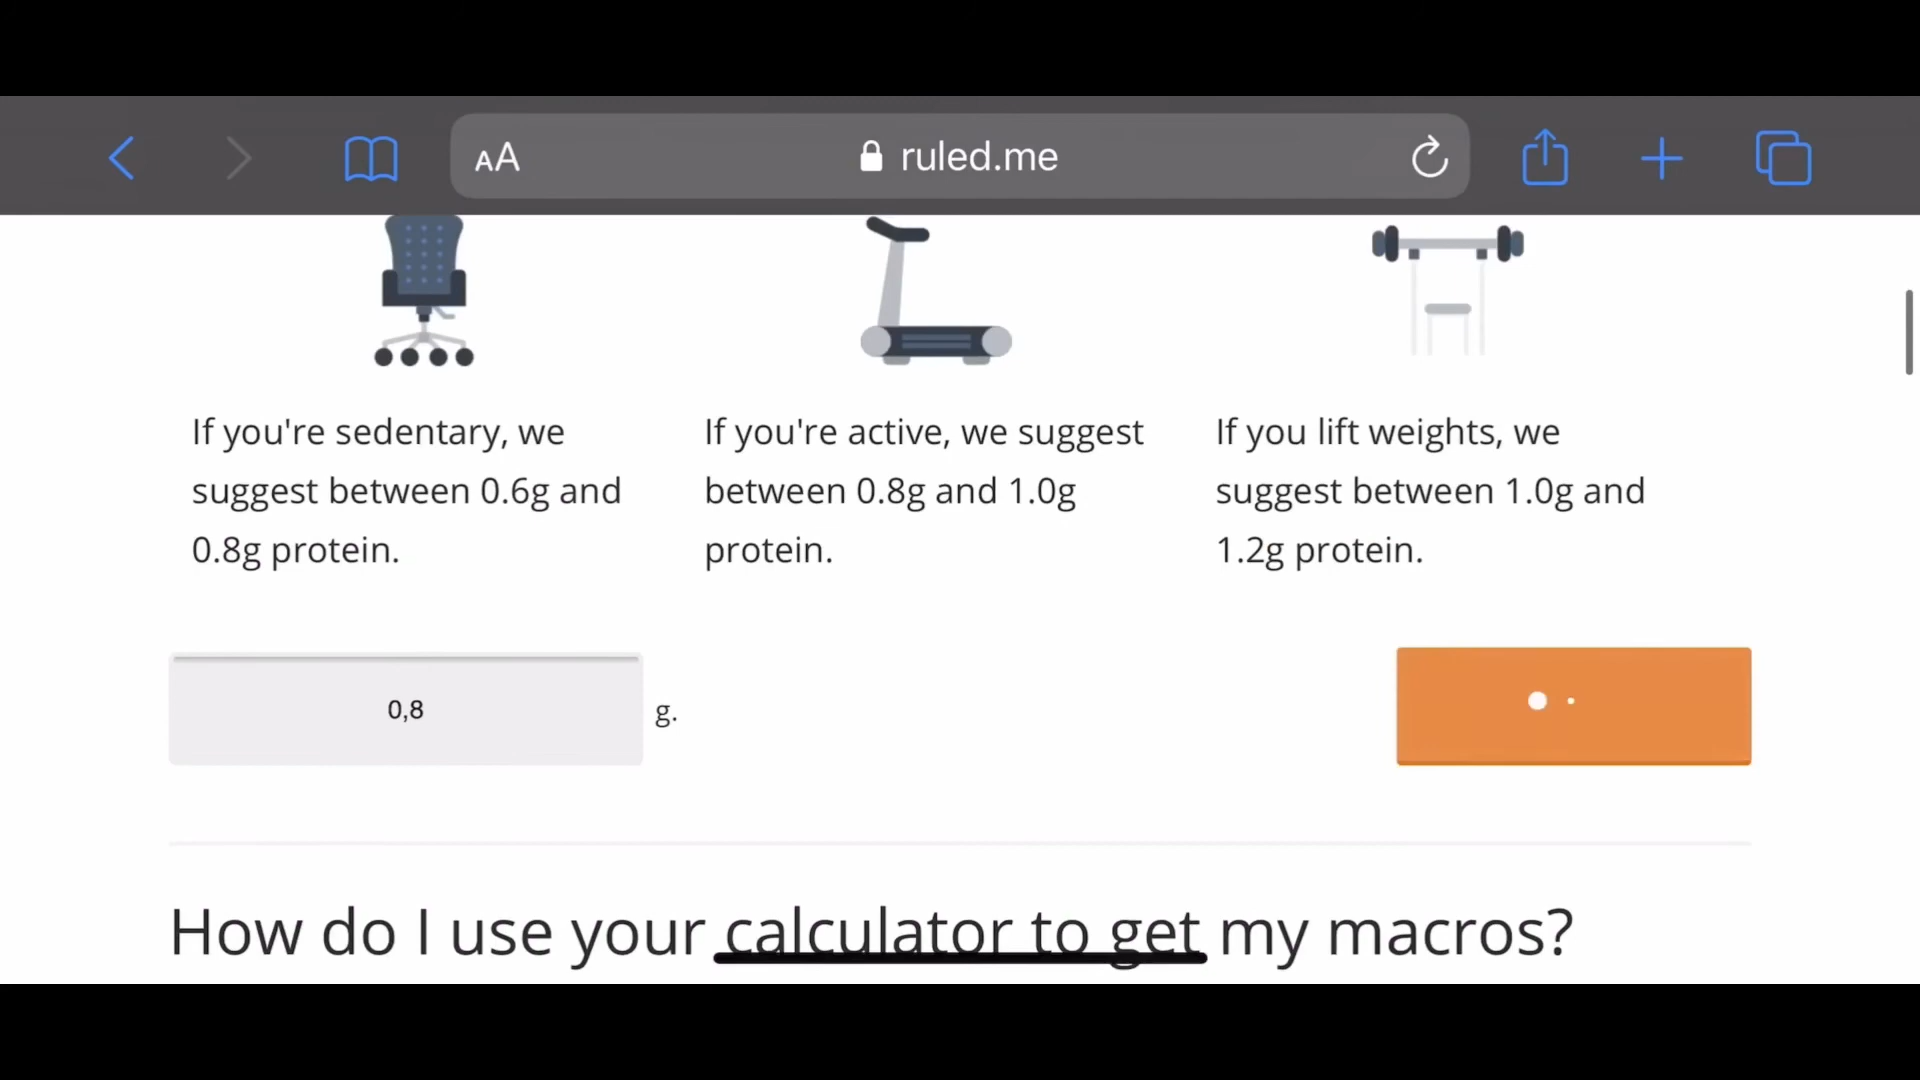 AA
ruled.me
If you're sedentary, we
suggest between 0.6g and
0.8g protein.
If you're active, we suggest
between 0.8g and 1.0g
protein.
If you lift weights, we
suggest between 1.0g and
1.2g protein.
0,8
g.
How do I use your calculator to get my macros?